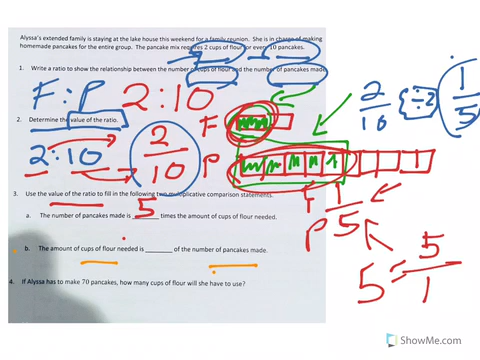 Alyssa's extended family is staying at the lake house this weekend for a family reunion. She is in charge of making
homemade pancakes for the entire group. The pancake mix requires 2 cups of flour for every 10 pancakes.
1. Write a ratio to show the relationship between the number of cups of flour and the number of pancakes made.
F:P 2:10
F
2/10 ÷2 1/5
2. Determine the value of the ratio.
2:10 2/10
P
3. Use the value of the ratio to fill in the following two multiplicative comparison statements.
F 1
P 5
a. The number of pancakes made is 5 times the amount of cups of flour needed.
5 = 5/1
b. The amount of cups of flour needed is ______ of the number of pancakes made.
4. If Alyssa has to make 70 pancakes, how many cups of flour will she have to use?
ShowMe.com